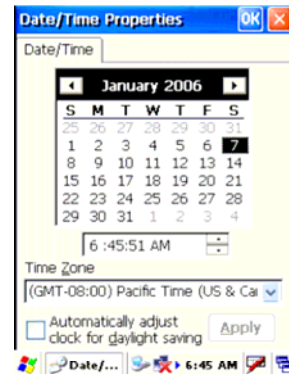 Date/Time Properties OK
Date/Time
January 2006
S M T W T F S
25 26 27 28 29 30 31
1 2 3 4 5 6 7
8 9 10 11 12 13 14
15 16 17 18 19 20 21
22 23 24 25 26 27 28
29 30 31 1 2 3 4
6 :45:51 AM
Time Zone
(GMT-08:00) Pacific Time (US & Ca
Automatically adjust
clock for daylight saving
Apply
Date/... 6:45 AM